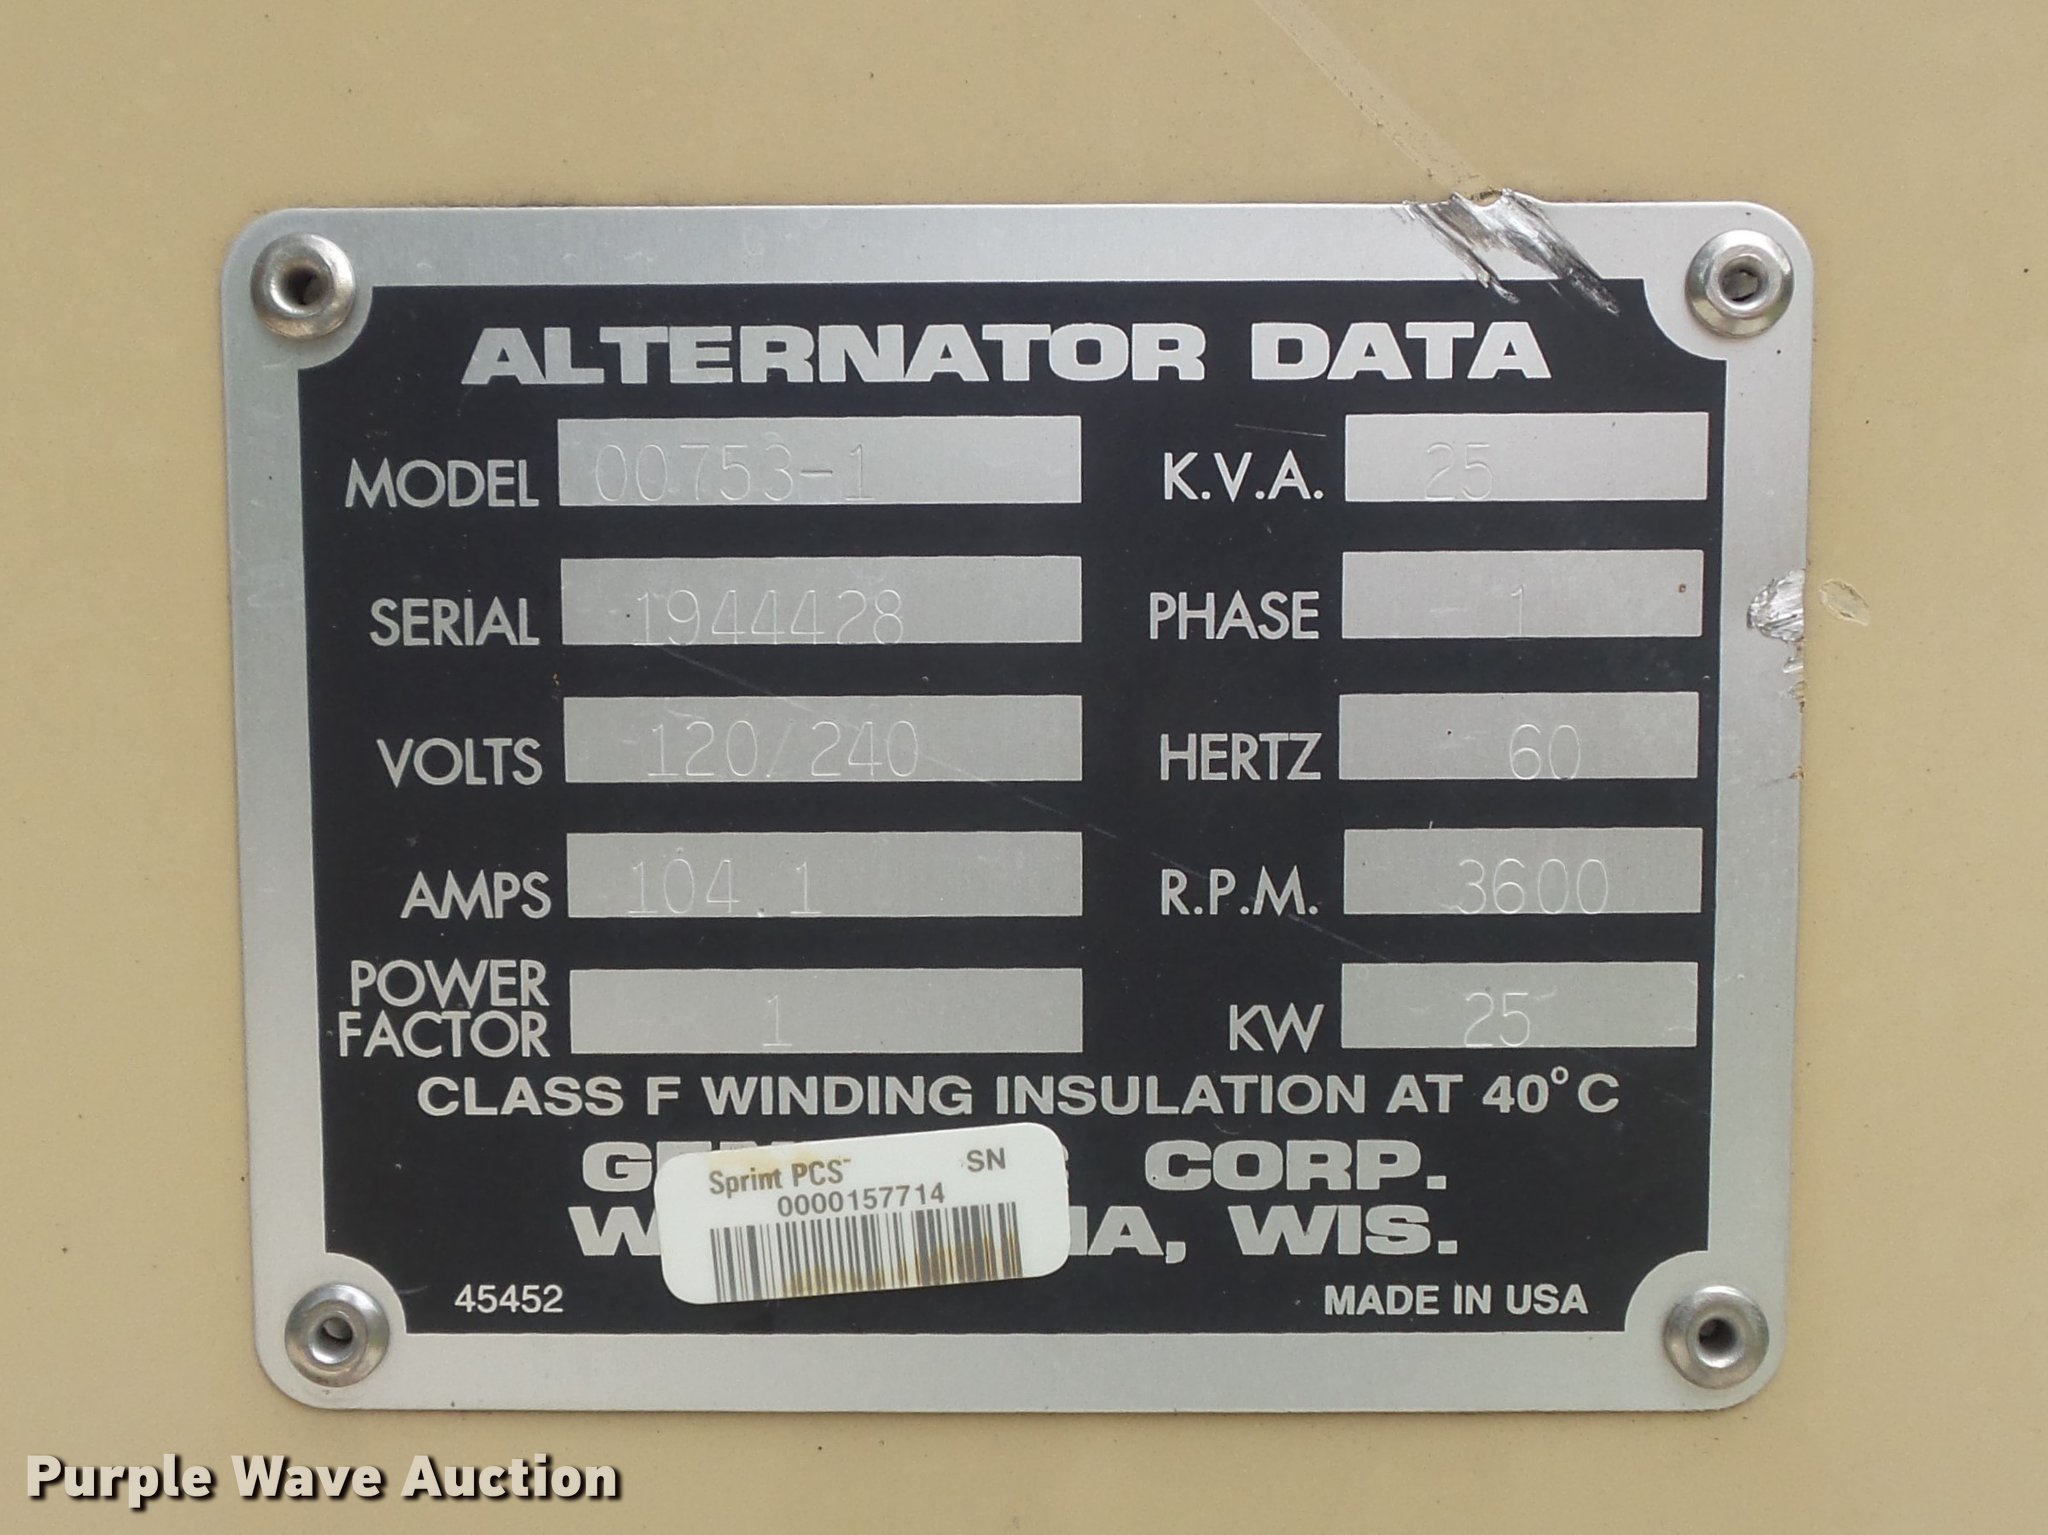 ALTERNATOR DATA
MODEL 00753-1 K.V.A. 25
SERIAL 1944428 PHASE 1
VOLTS 120/240 HERTZ 60
AMPS 104.1 R.P.M. 3600
POWER FACTOR 1 KW 25
CLASS F WINDING INSULATION AT 40°C
CORP.
WIS.
Sprint PCS SN
0000157714
45452 MADE IN USA
Purple Wave Auction